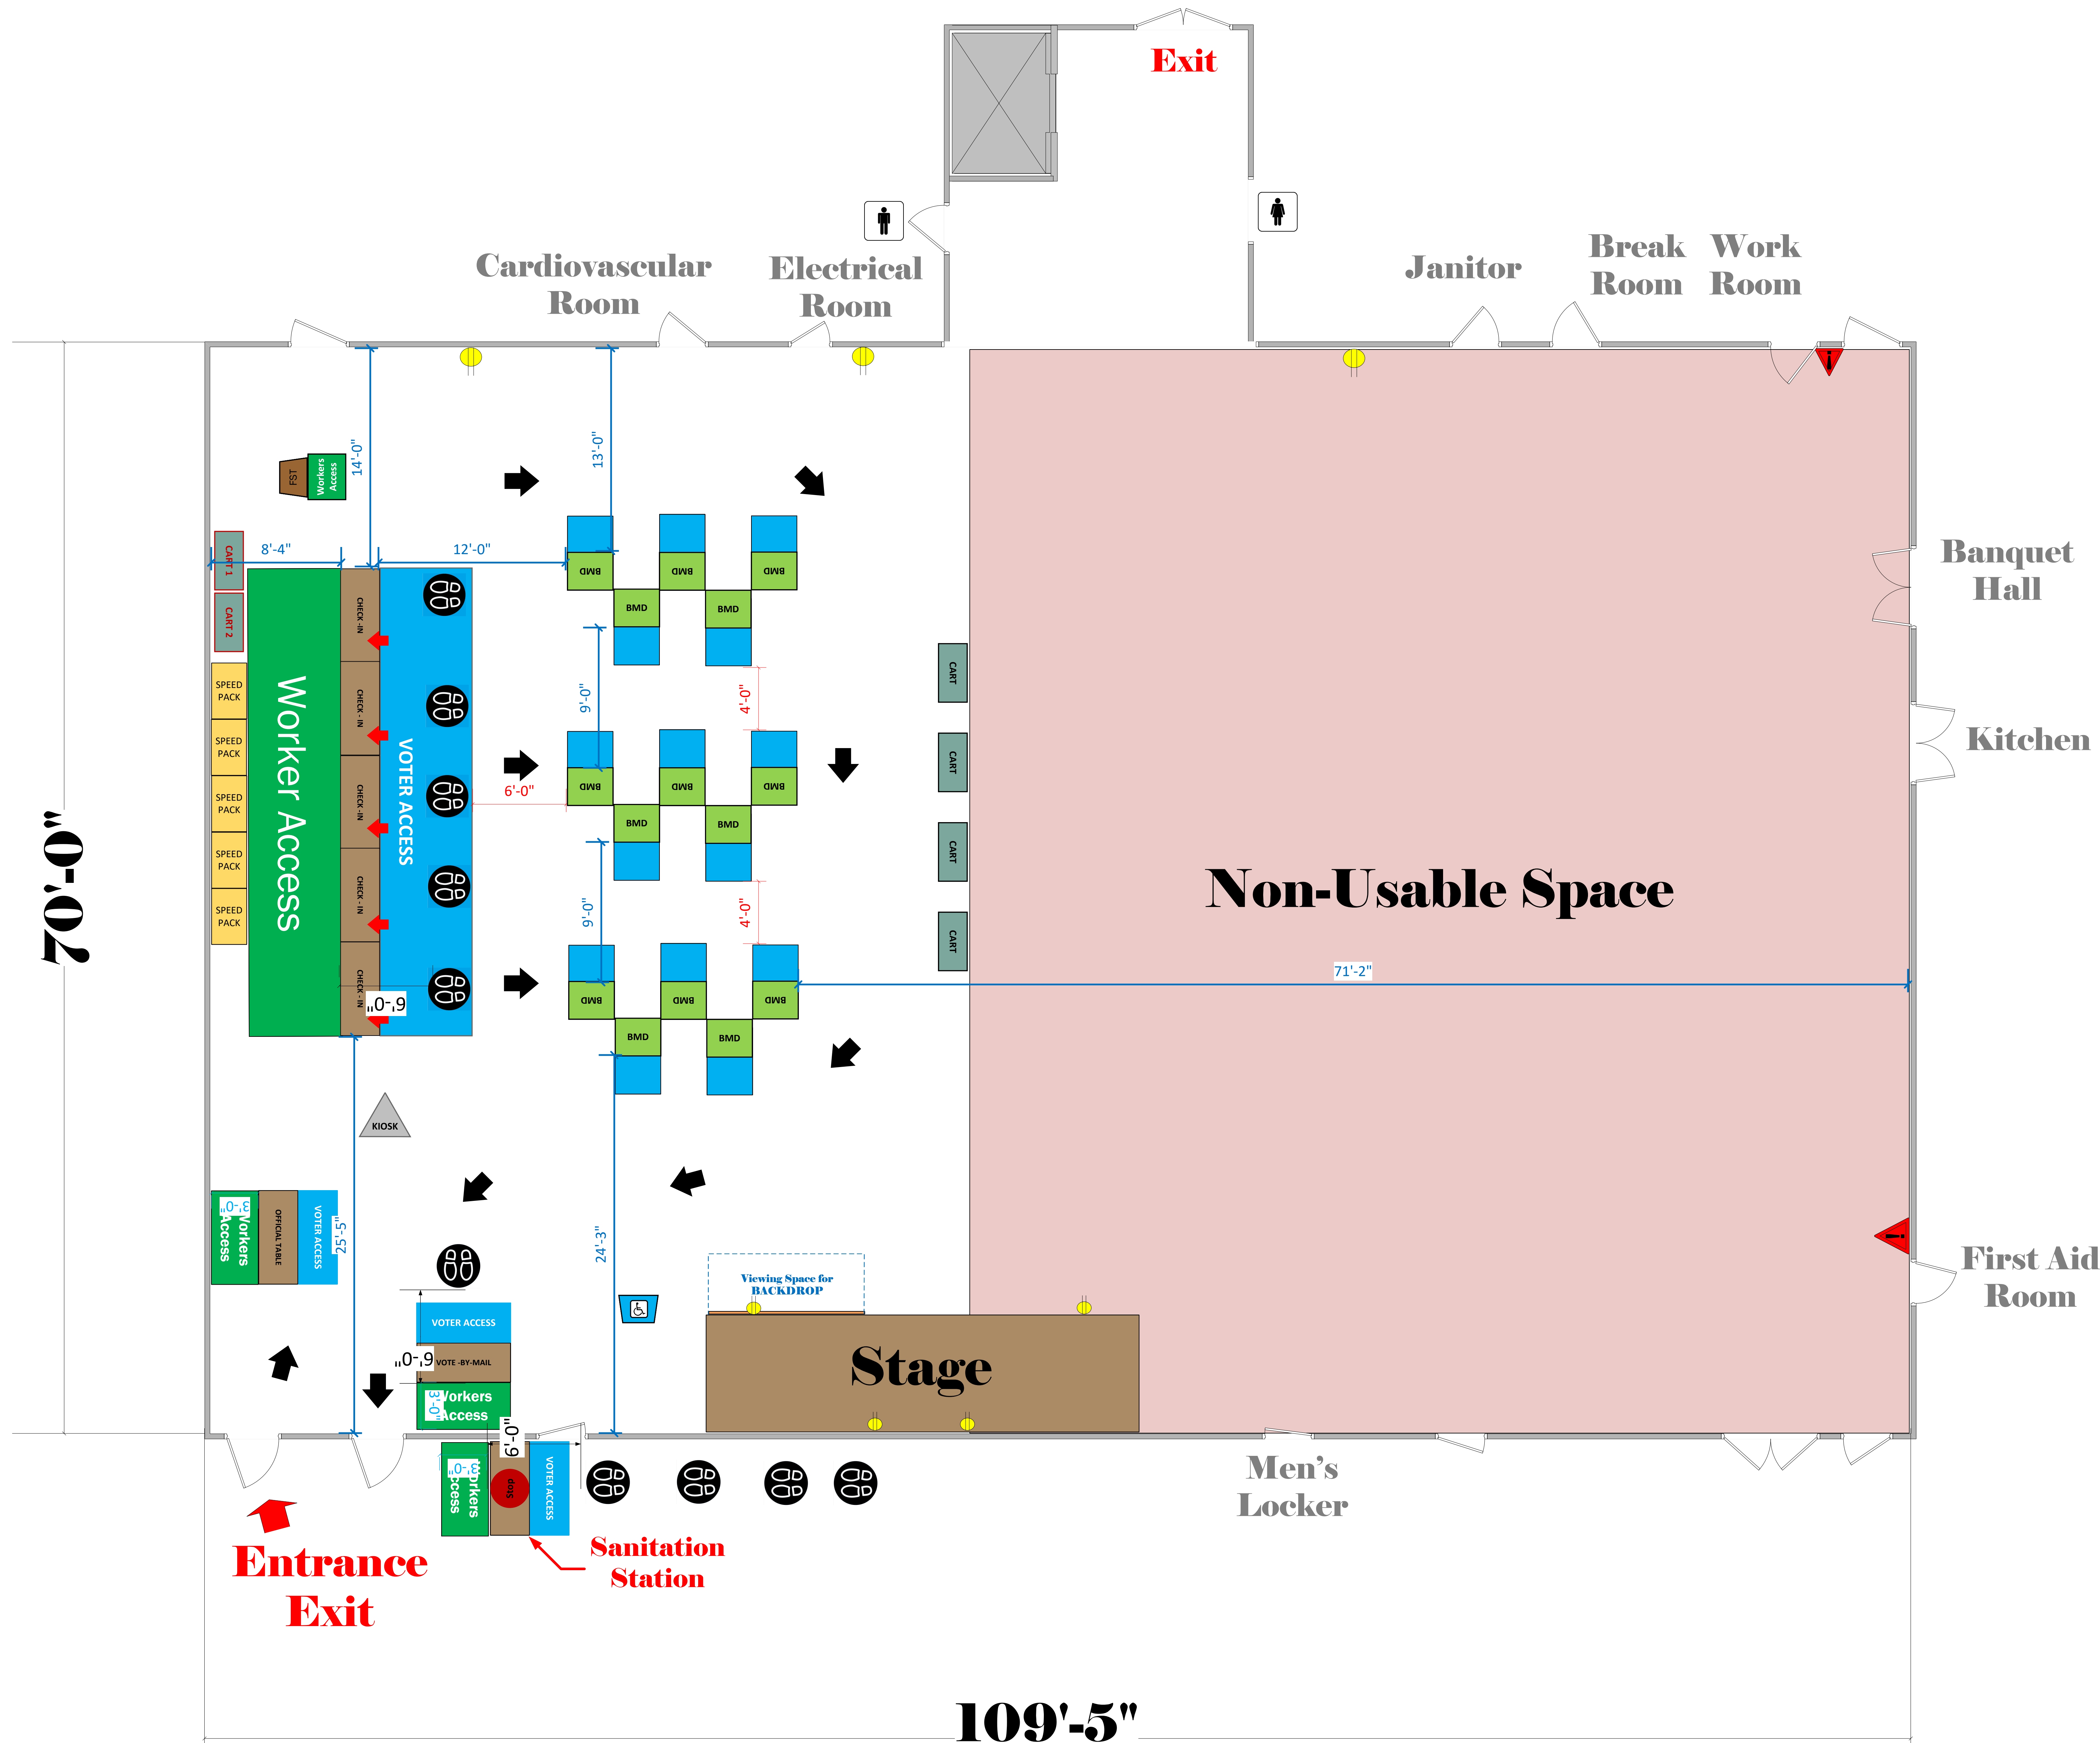 Exit
Cardiovascular
Room
Electrical
Room
Janitor
Break
Room
Work
Room
14'-0"
13'-0"
FST
Workers
Access
CART 1
8'-4"
12'-0"
BMD
BMD
BMD
BMD
BMD
CART 2
CHECK -IN
Banquet
Hall
SPEED
PACK
SPEED
PACK
SPEED
PACK
SPEED
PACK
SPEED
PACK
Worker Access
CHECK - IN
CHECK -IN
CHECK - IN
CHECK - IN
VOTER ACCESS
6'-0"
9'-0"
4'-0"
CART
CART
CART
CART
Kitchen
6'-0"
BMD
BMD
BMD
BMD
BMD
9'-0"
4'-0"
Non-Usable Space
70'-0"
71'-2"
BMD
BMD
BMD
BMD
BMD
KIOSK
3'-0"
Workers
Access
OFFICIAL TABLE
VOTER ACCESS
25'-5"
24'-3"
Viewing Space for
BACKDROP
First Aid
Room
VOTER ACCESS
6'-0"
VOTE -BY-MAIL
3'-0"
Workers
Access
Stage
6'-0"
3'-0"
Workers
Access
Stop
VOTER ACCESS
Men's
Locker
Sanitation
Station
Entrance
Exit
109'-5"